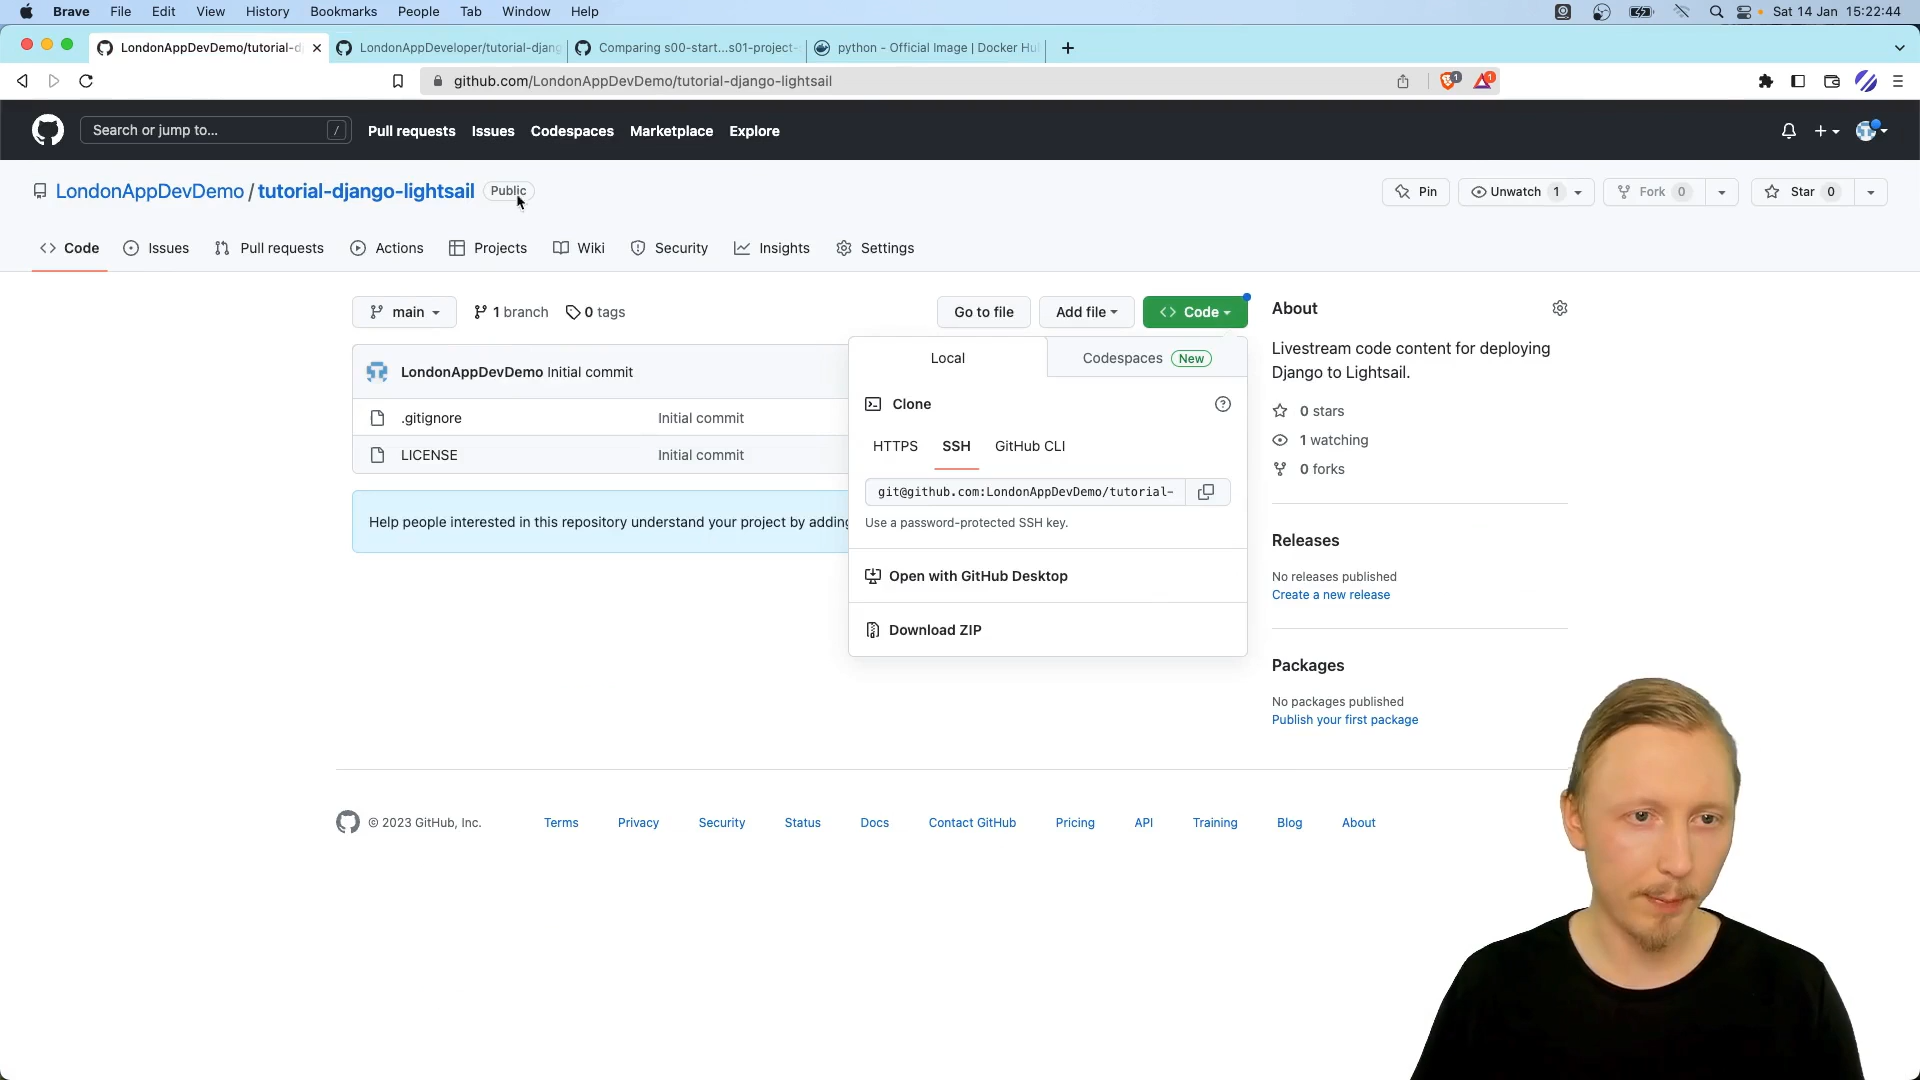 Brave File Edit View History Bookmarks People Tab Window Help Sat 14 Jan 15:22:44
LondonAppDevDemo/tutorial-d LondonAppDeveloper/tutorial-djang Comparing s00-start...s01-project- python - Official Image | Docker Hu
github.com/LondonAppDevDemo/tutorial-django-lightsail 1 1
Search or jump to... / Pull requests Issues Codespaces Marketplace Explore
LondonAppDevDemo / tutorial-django-lightsail Public Pin Unwatch 1 Fork 0 Star 0
Code Issues Pull requests Actions Projects Wiki Security Insights Settings
main 1 branch 0 tags Go to file Add file Code
LondonAppDevDemo Initial commit
.gitignore Initial commit
LICENSE Initial commit
Help people interested in this repository understand your project by adding
Local Codespaces New
Clone
HTTPS SSH GitHub CLI
git@github.com:LondonAppDevDemo/tutorial-
Use a password-protected SSH key.
Open with GitHub Desktop
Download ZIP
About
Livestream code content for deploying
Django to Lightsail.
0 stars
1 watching
0 forks
Releases
No releases published
Create a new release
Packages
No packages published
Publish your first package
© 2023 GitHub, Inc. Terms Privacy Security Status Docs Contact GitHub Pricing API Training Blog About